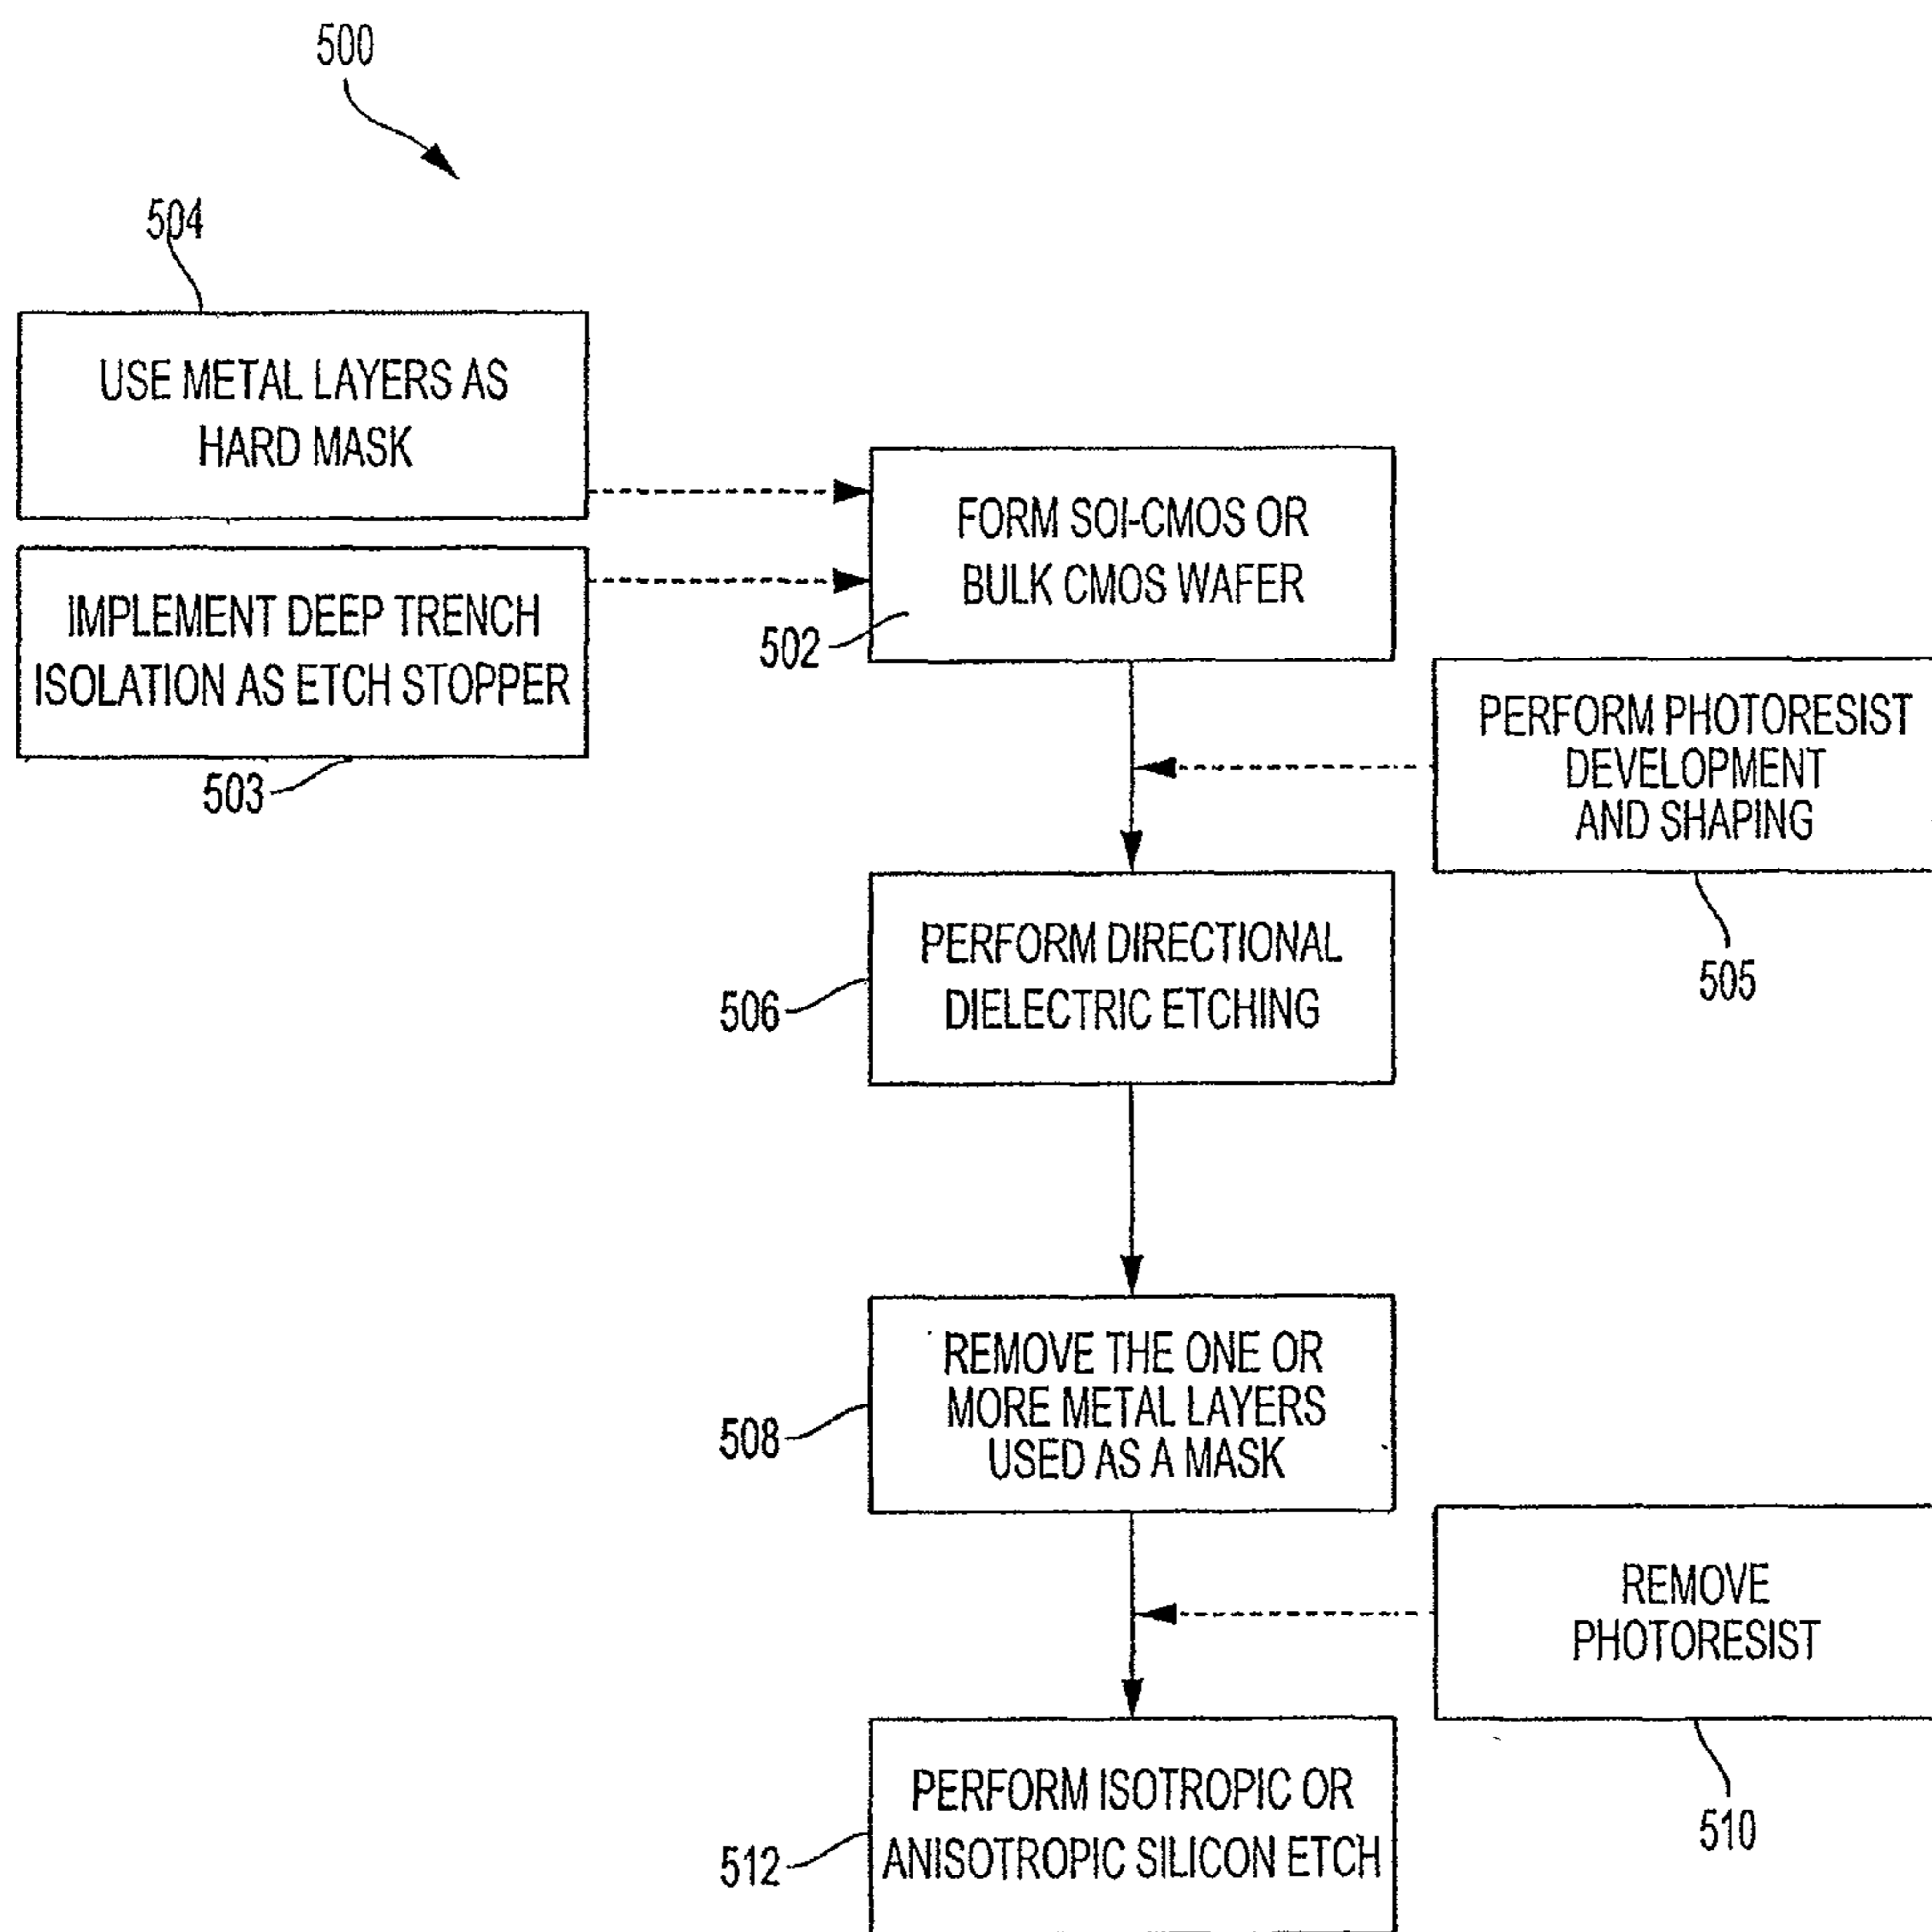 500
504
USE METAL LAYERS AS
HARD MASK
IMPLEMENT DEEP TRENCH
ISOLATION AS ETCH STOPPER
503
FORM SOI-CMOS OR
BULK CMOS WAFER
502
PERFORM PHOTORESIST
DEVELOPMENT
AND SHAPING
505
PERFORM DIRECTIONAL
DIELECTRIC ETCHING
506
REMOVE THE ONE OR
MORE METAL LAYERS
USED AS A MASK
508
REMOVE
PHOTORESIST
510
PERFORM ISOTROPIC OR
ANISOTROPIC SILICON ETCH
512